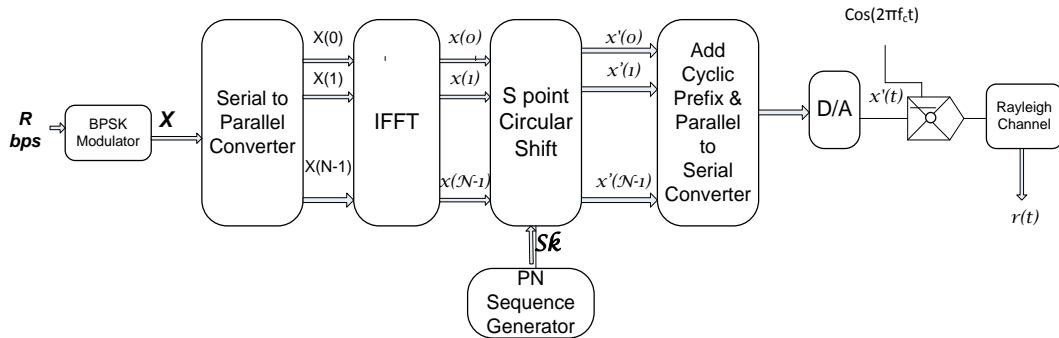 Cos(2πf_ct)
R
bps
BPSK
Modulator
X
Serial to
Parallel
Converter
X(0)
X(1)
X(N-1)
IFFT
x(0)
x(1)
x(N-1)
S point
Circular
Shift
Sk
PN
Sequence
Generator
x'(0)
x'(1)
x'(N-1)
Add
Cyclic
Prefix &
Parallel
to
Serial
Converter
D/A
x'(t)
Rayleigh
Channel
r(t)